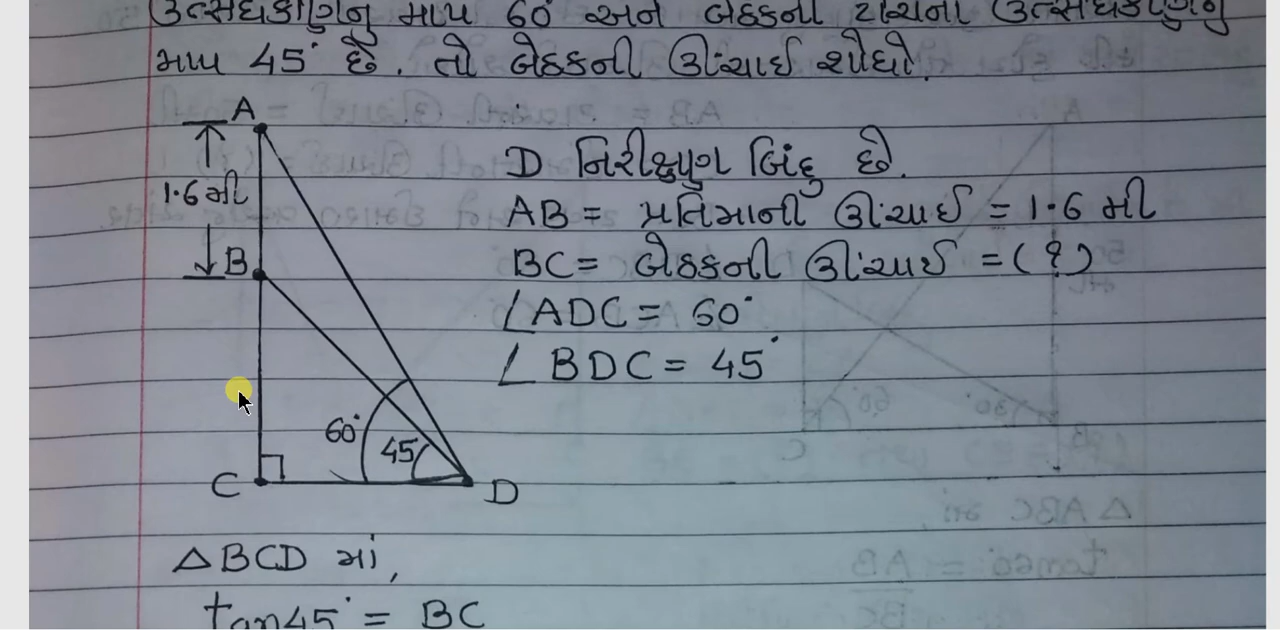 ઉત્સેધકોણનું માપ 60° અને બેઠકની ટોચના ઉત્સેધકોણનું
માપ 45° છે. તો બેઠકની ઊંચાઈ શોધો.
A
1.6 મી
B
60°
45
C
D
D નિરીક્ષણ બિંદુ છે.
AB = પ્રતિમાની ઊંચાઈ = 1.6 મી
BC = બેઠકની ઊંચાઈ = (?)
∠ADC = 60°
∠BDC = 45°
△BCD માં,
tan45° = BC